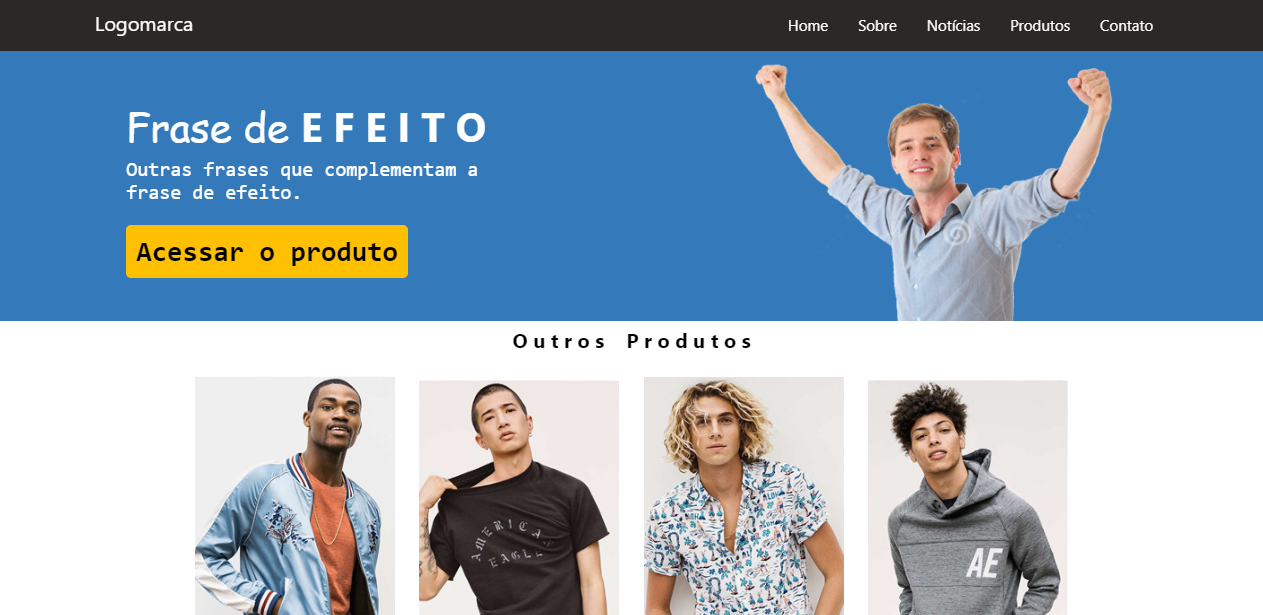 Logomarca
Home Sobre Notícias Produtos Contato
Frase de EFEITO
Outras frases que complementam a
frase de efeito.
Acessar o produto
Outros Produtos
AMERICAN
EAGLE
AE